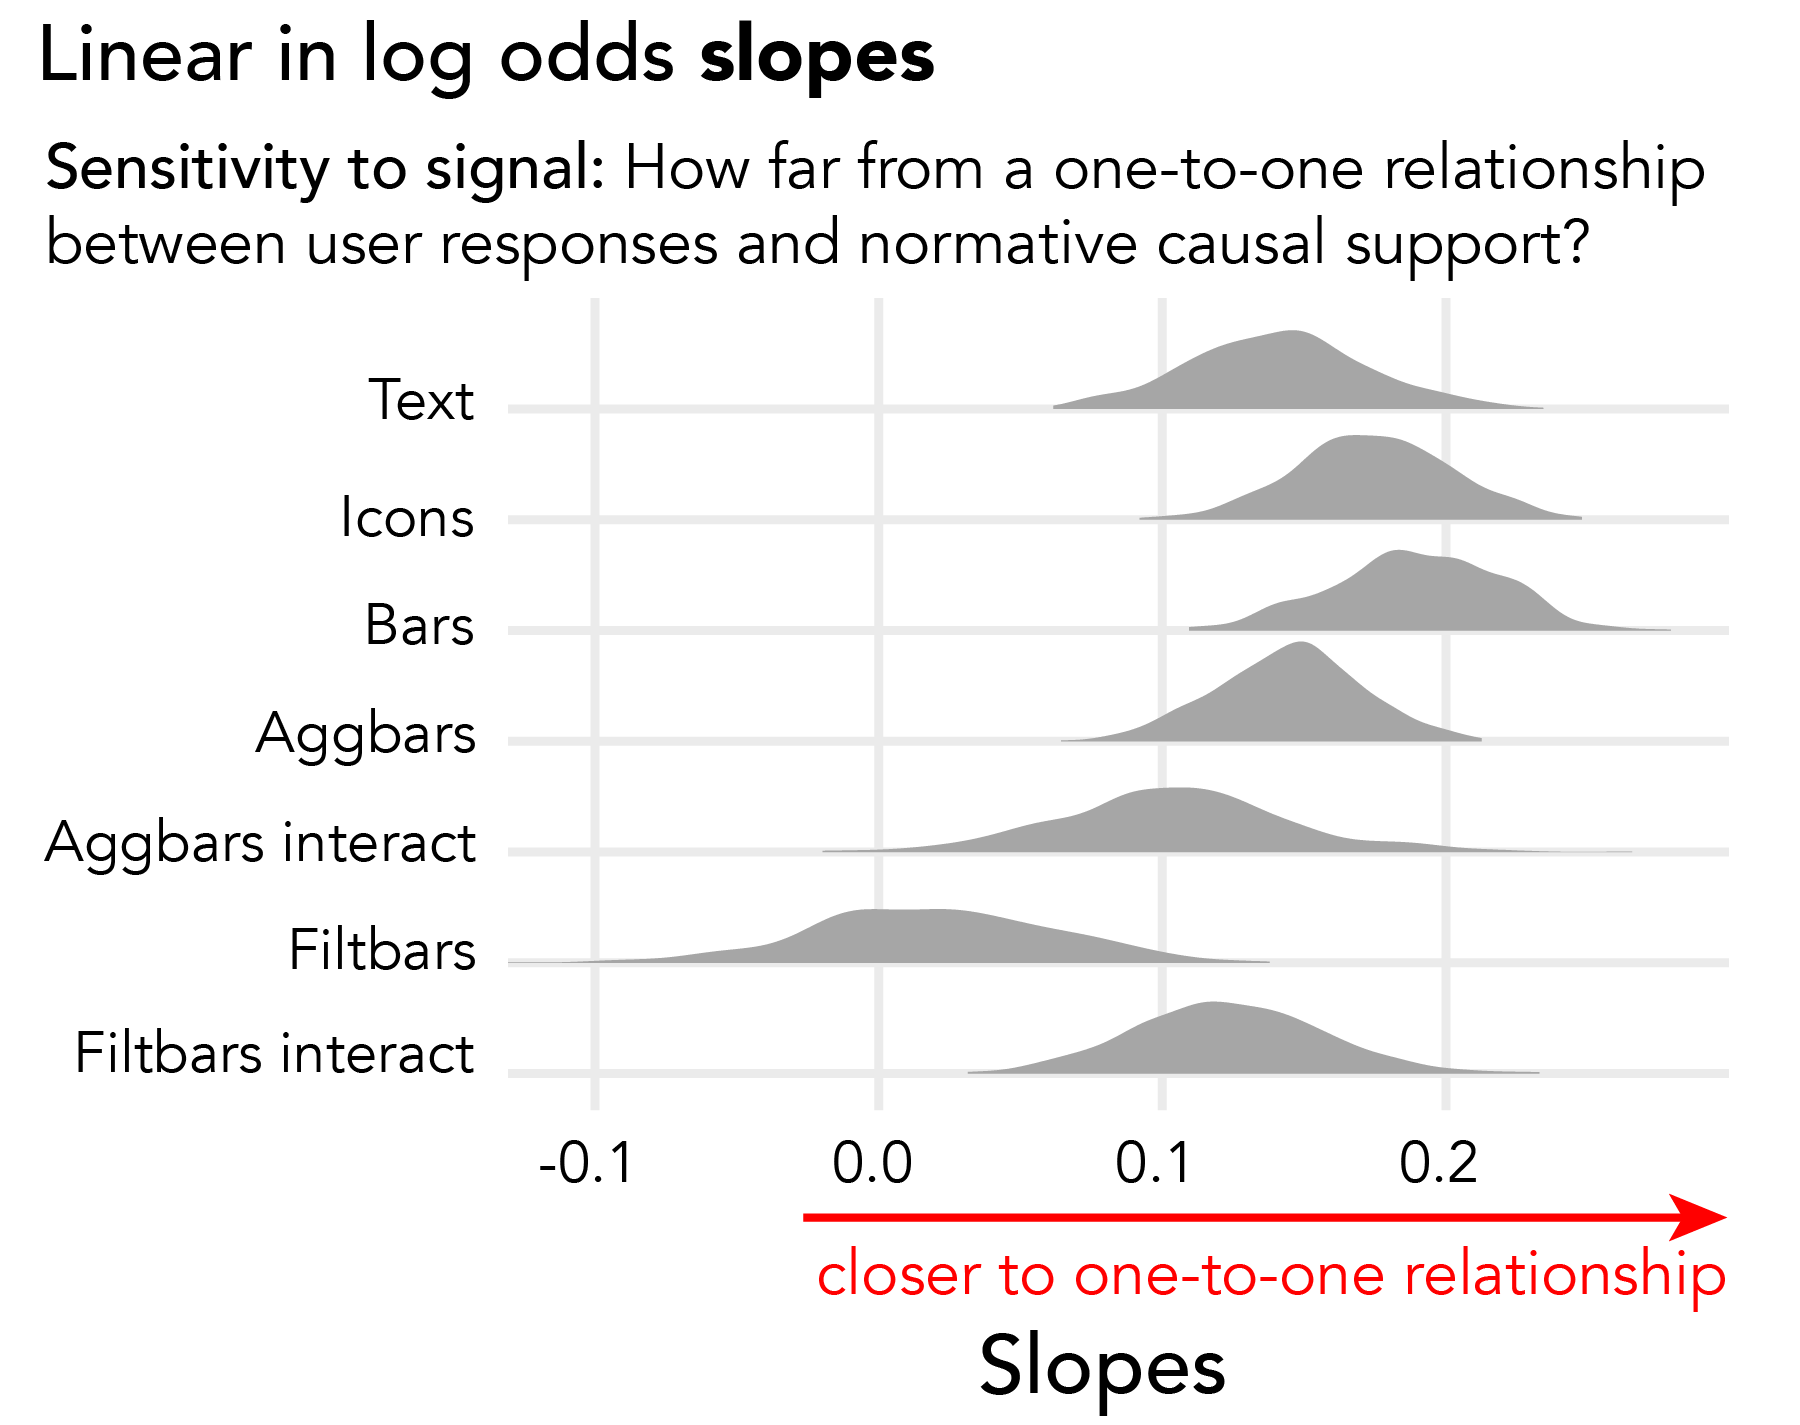 Linear in log odds slopes
Sensitivity to signal: How far from a one-to-one relationship
between user responses and normative causal support?
Text
Icons
Bars
Aggbars
Aggbars interact
Filtbars
Filtbars interact
-0.1 0.0 0.1 0.2
closer to one-to-one relationship
Slopes